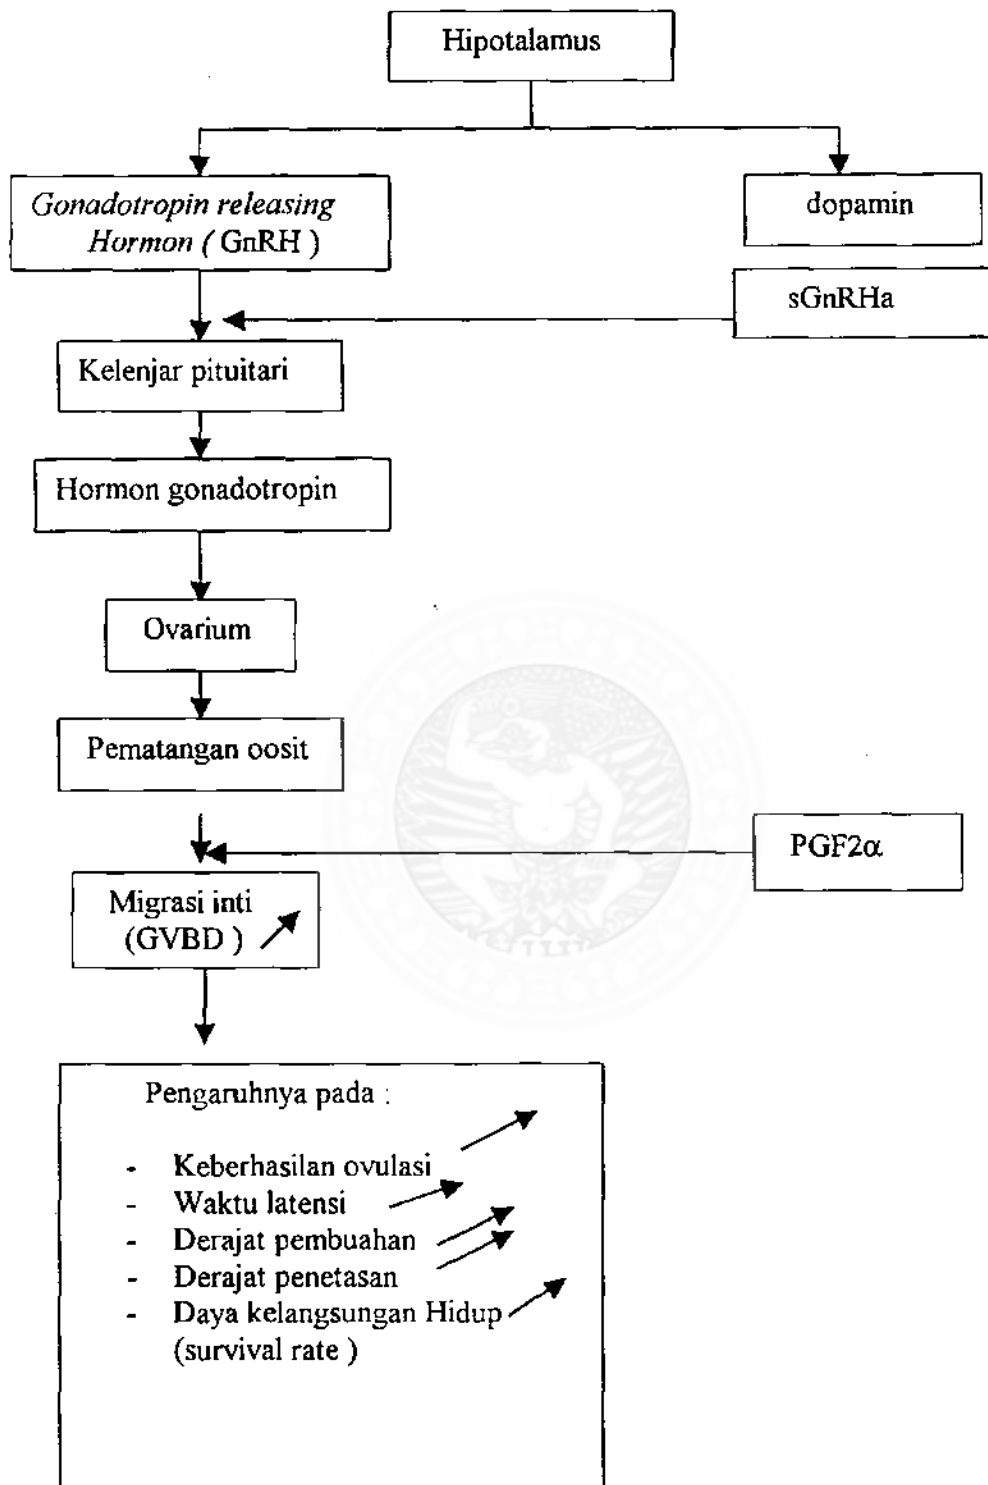 Hipotalamus
Gonadotropin releasing
Hormon ( GnRH )
dopamin
sGnRHa
Kelenjar pituitari
Hormon gonadotropin
Ovarium
Pematangan oosit
PGF2α
Migrasi inti
(GVBD )
Pengaruhnya pada :
- Keberhasilan ovulasi
- Waktu latensi
- Derajat pembuahan
- Derajat penetasan
- Daya kelangsungan Hidup
(survival rate )